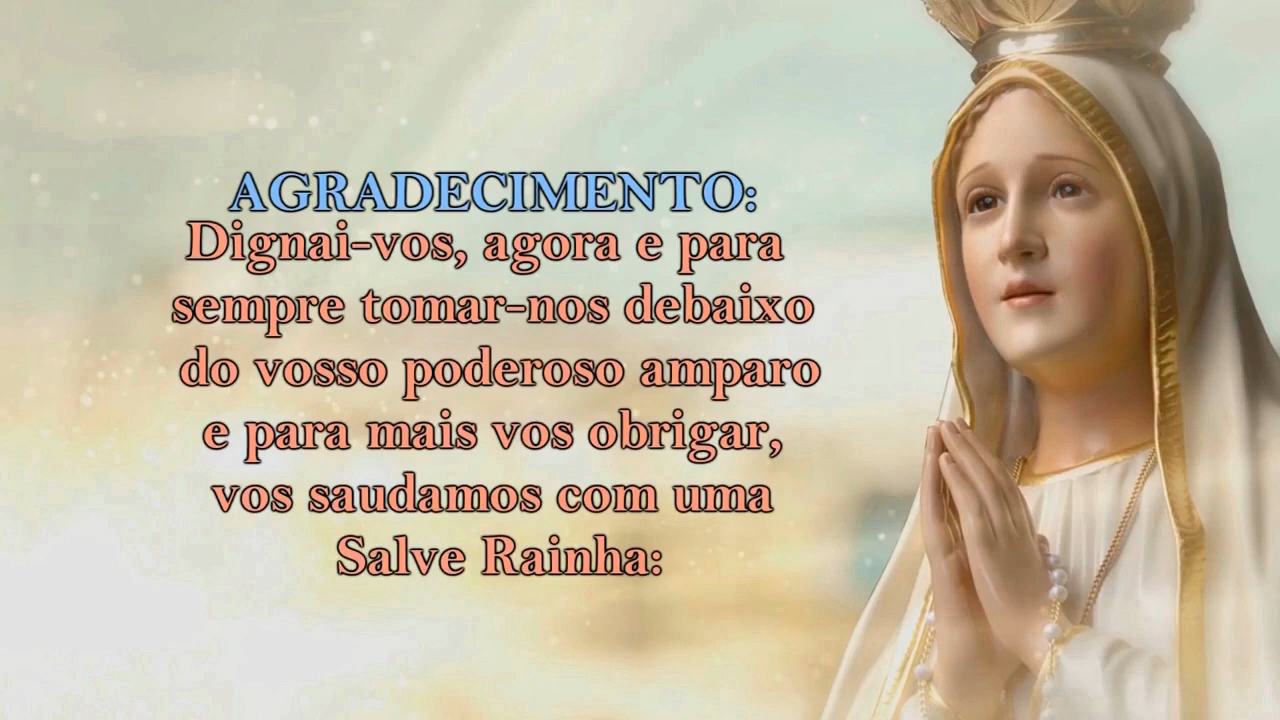 AGRADECIMENTO:
Dignai-vos, agora e para
sempre tomar-nos debaixo
do vosso poderoso amparo
e para mais vos obrigar,
vos saudamos com uma
Salve Rainha: